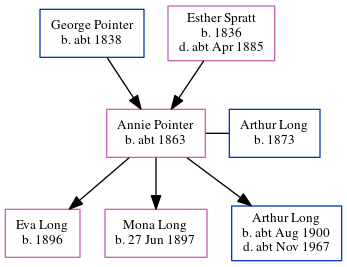 George Pointer
b. abt 1838
Esther Spratt
b. 1836
d. abt Apr 1885
Annie Pointer
b. abt 1863
Arthur Long
b. 1873
Eva Long
b. 1896
Mona Long
b. 27 Jun 1897
Arthur Long
b. abt Aug 1900
d. abt Nov 1967